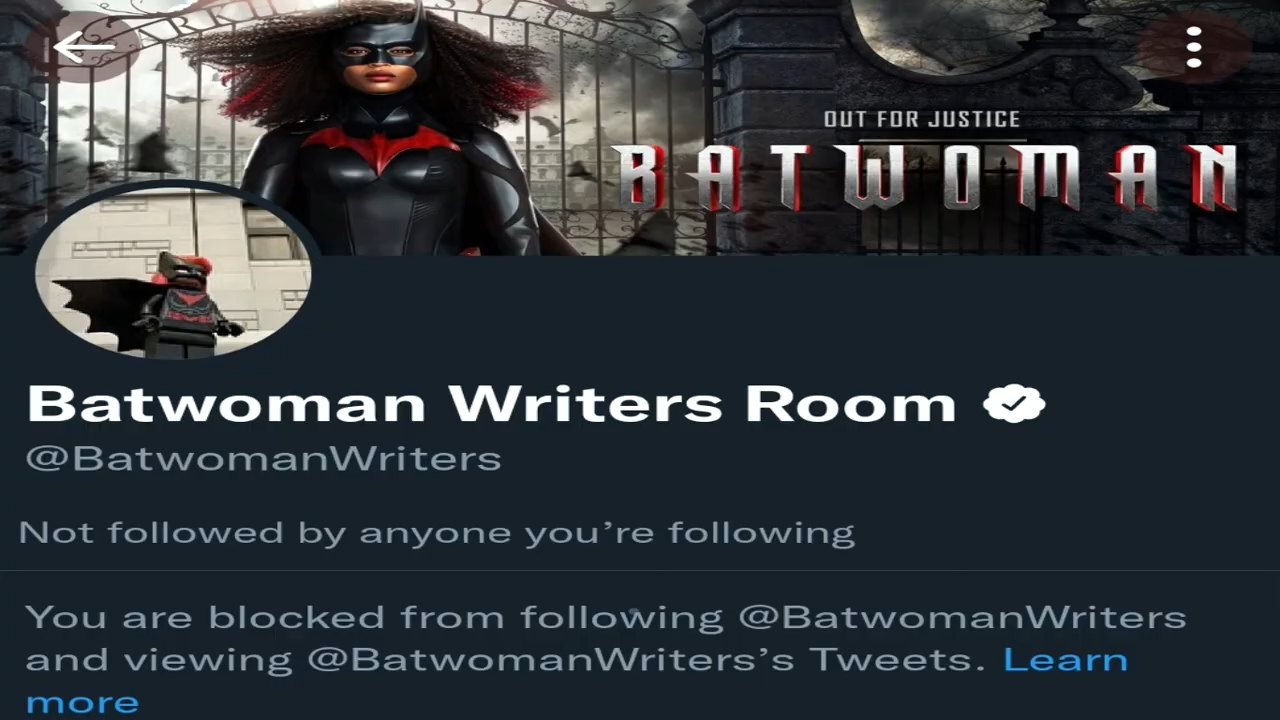 OUT FOR JUSTICE
BATWOMAN
Batwoman Writers Room
@BatwomanWriters
Not followed by anyone you’re following
You are blocked from following @BatwomanWriters
and viewing @BatwomanWriters’s Tweets. Learn
more